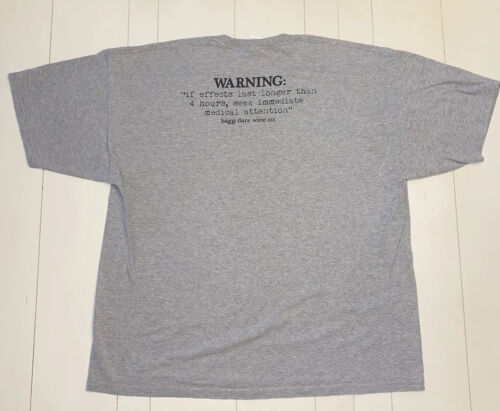 WARNING:
"if effects last longer than
4 hours, seek immediate
medical attention"
bagg dare wine co.